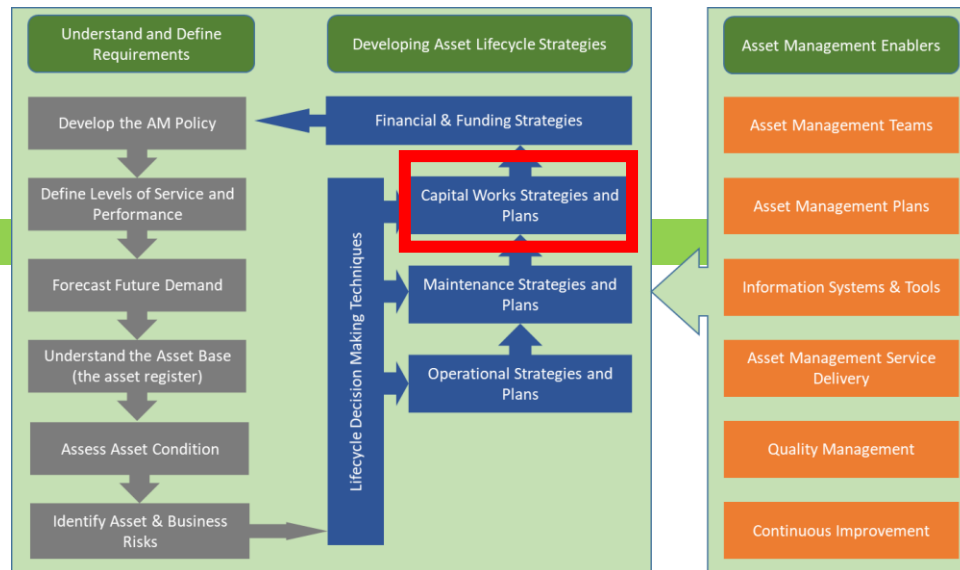 Understand and Define
Requirements
Developing Asset Lifecycle Strategies
Asset Management Enablers
Develop the AM Policy
Define Levels of Service and
Performance
Forecast Future Demand
Understand the Asset Base
(the asset register)
Assess Asset Condition
Identify Asset & Business
Risks
Lifecycle Decision Making Techniques
Financial & Funding Strategies
Capital Works Strategies and
Plans
Maintenance Strategies and
Plans
Operational Strategies and
Plans
Asset Management Teams
Asset Management Plans
Information Systems & Tools
Asset Management Service
Delivery
Quality Management
Continuous Improvement